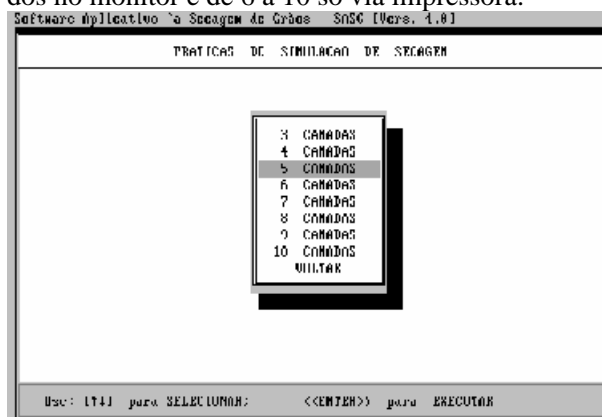 dos no monitor e de 8 a 10 só via impressora.
Software Aplicativo `a Secagem de Grãos SASG [Vers. 1.0]
PRATICAS DE SIMULACAO DE SECAGEM
3 CAMADAS
4 CAMADAS
5 CAMADAS
6 CAMADAS
7 CAMADAS
8 CAMADAS
9 CAMADAS
10 CAMADAS
VOLTAR
Use: [↑↓] para SELECIONAR; <<ENTER>> para EXECUTAR